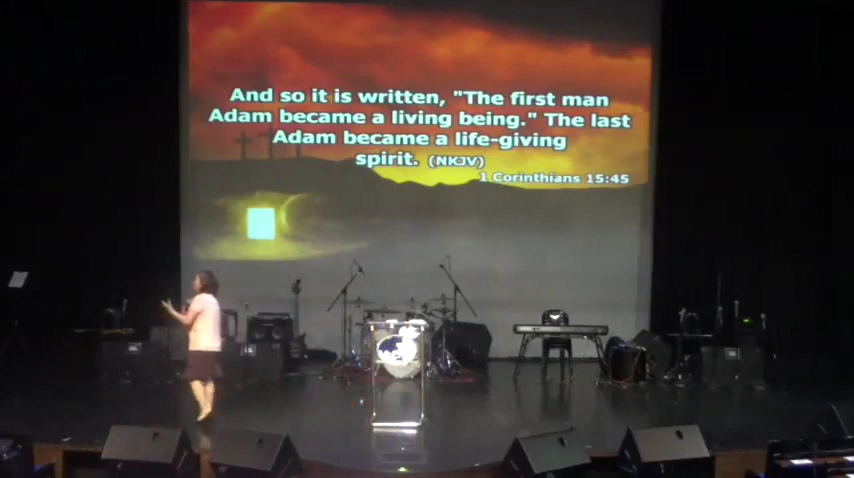 And so it is written, "The first man
Adam became a living being." The last
Adam became a life-giving
spirit. (NKJV)
1 Corinthians 15:45